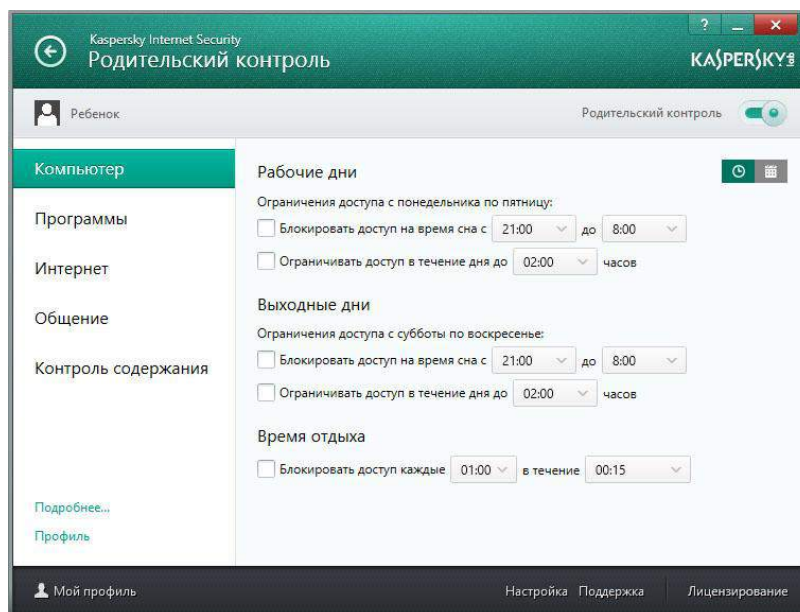 Kaspersky Internet Security
Родительский контроль
?
KASPERSKY lab
Ребенок
Родительский контроль
Компьютер
Программы
Интернет
Общение
Контроль содержания
Подробнее...
Профиль
Рабочие дни
Ограничения доступа с понедельника по пятницу:
Блокировать доступ на время сна с 21:00 до 8:00
Ограничивать доступ в течение дня до 02:00 часов
Выходные дни
Ограничения доступа с субботы по воскресенье:
Блокировать доступ на время сна с 21:00 до 8:00
Ограничивать доступ в течение дня до 02:00 часов
Время отдыха
Блокировать доступ каждые 01:00 в течение 00:15
Мой профиль
Настройка Поддержка Лицензирование